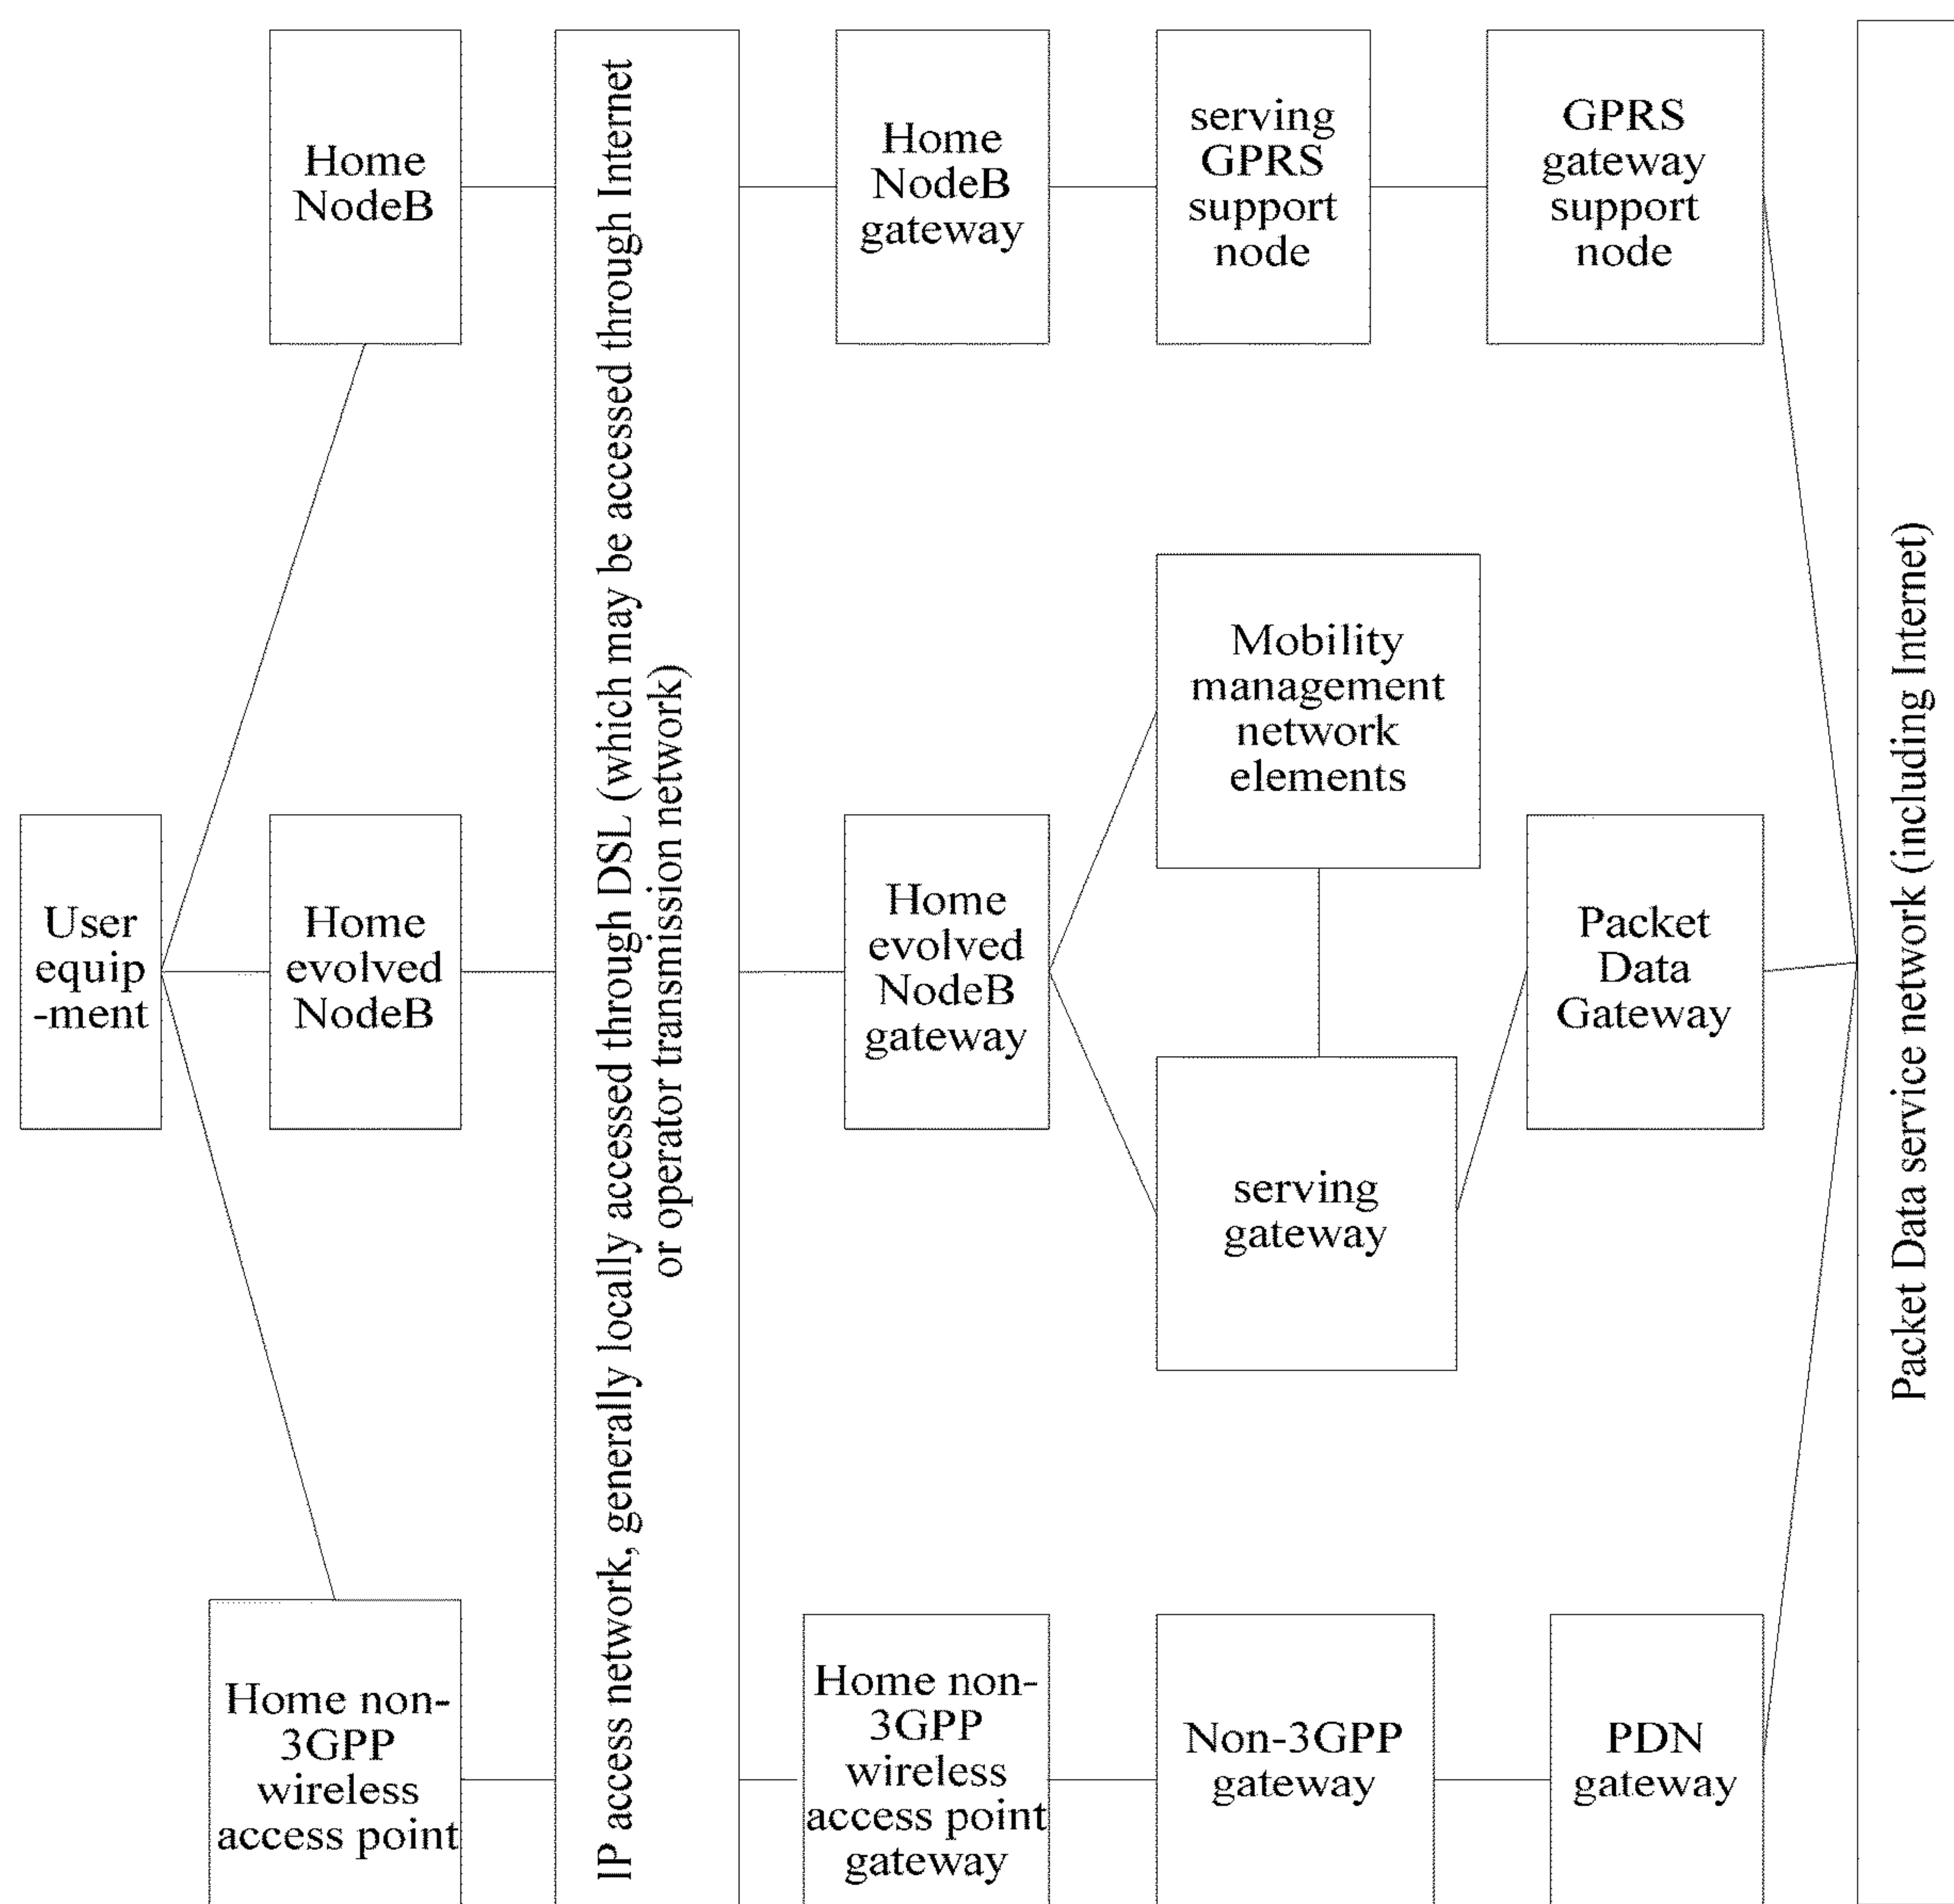 Home
NodeB
Home
NodeB
gateway
serving
GPRS
support
node
GPRS
gateway
support
node
IP access network, generally locally accessed through DSL (which may be accessed through Internet
or operator transmission network)
User
equip
-ment
Home
evolved
NodeB
Home
evolved
NodeB
gateway
Mobility
management
network
elements
serving
gateway
Packet
Data
Gateway
Packet Data service network (including Internet)
Home non-
3GPP
wireless
access point
Home non-
3GPP
wireless
access point
gateway
Non-3GPP
gateway
PDN
gateway